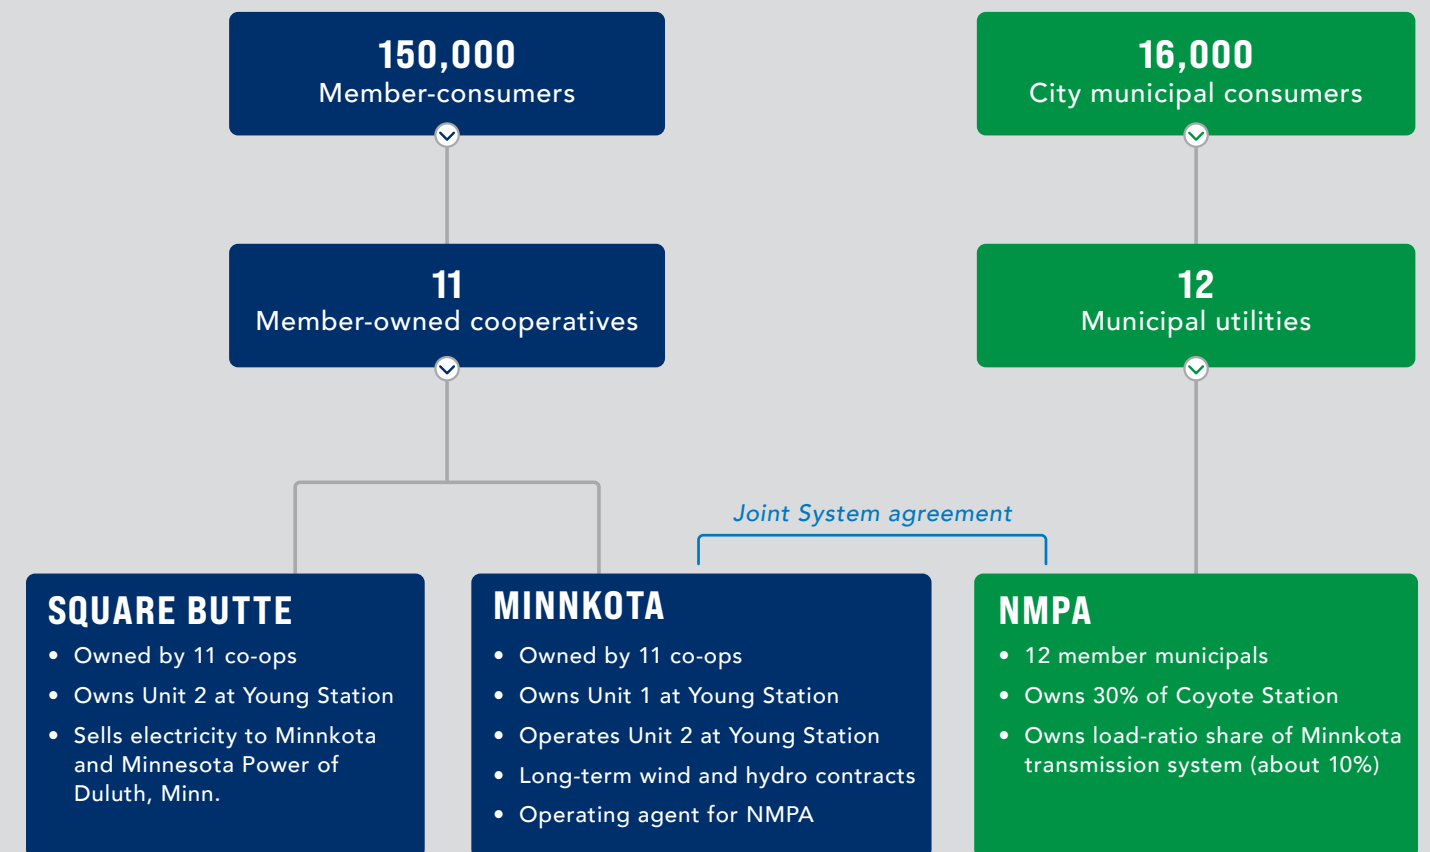 150,000
Member-consumers
16,000
City municipal consumers
11
Member-owned cooperatives
12
Municipal utilities
Joint System agreement
SQUARE BUTTE
• Owned by 11 co-ops
• Owns Unit 2 at Young Station
• Sells electricity to Minnkota
and Minnesota Power of
Duluth, Minn.
MINNKOTA
• Owned by 11 co-ops
• Owns Unit 1 at Young Station
• Operates Unit 2 at Young Station
• Long-term wind and hydro contracts
• Operating agent for NMPA
NMPA
• 12 member municipals
• Owns 30% of Coyote Station
• Owns load-ratio share of Minnkota
transmission system (about 10%)